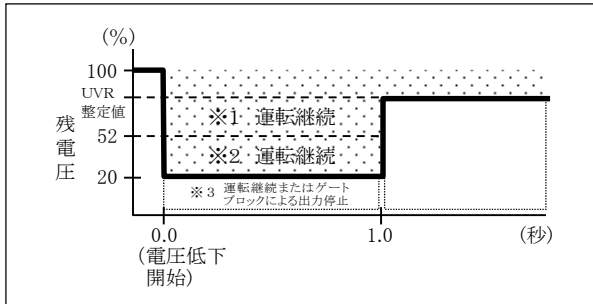 (%)
100
UVR
整定値
52
20
残電圧
※1 運転継続
※2 運転継続
※3 運転継続またはゲート
ブロックによる出力停止
0.0
1.0
(秒)
(電圧低下
開始)